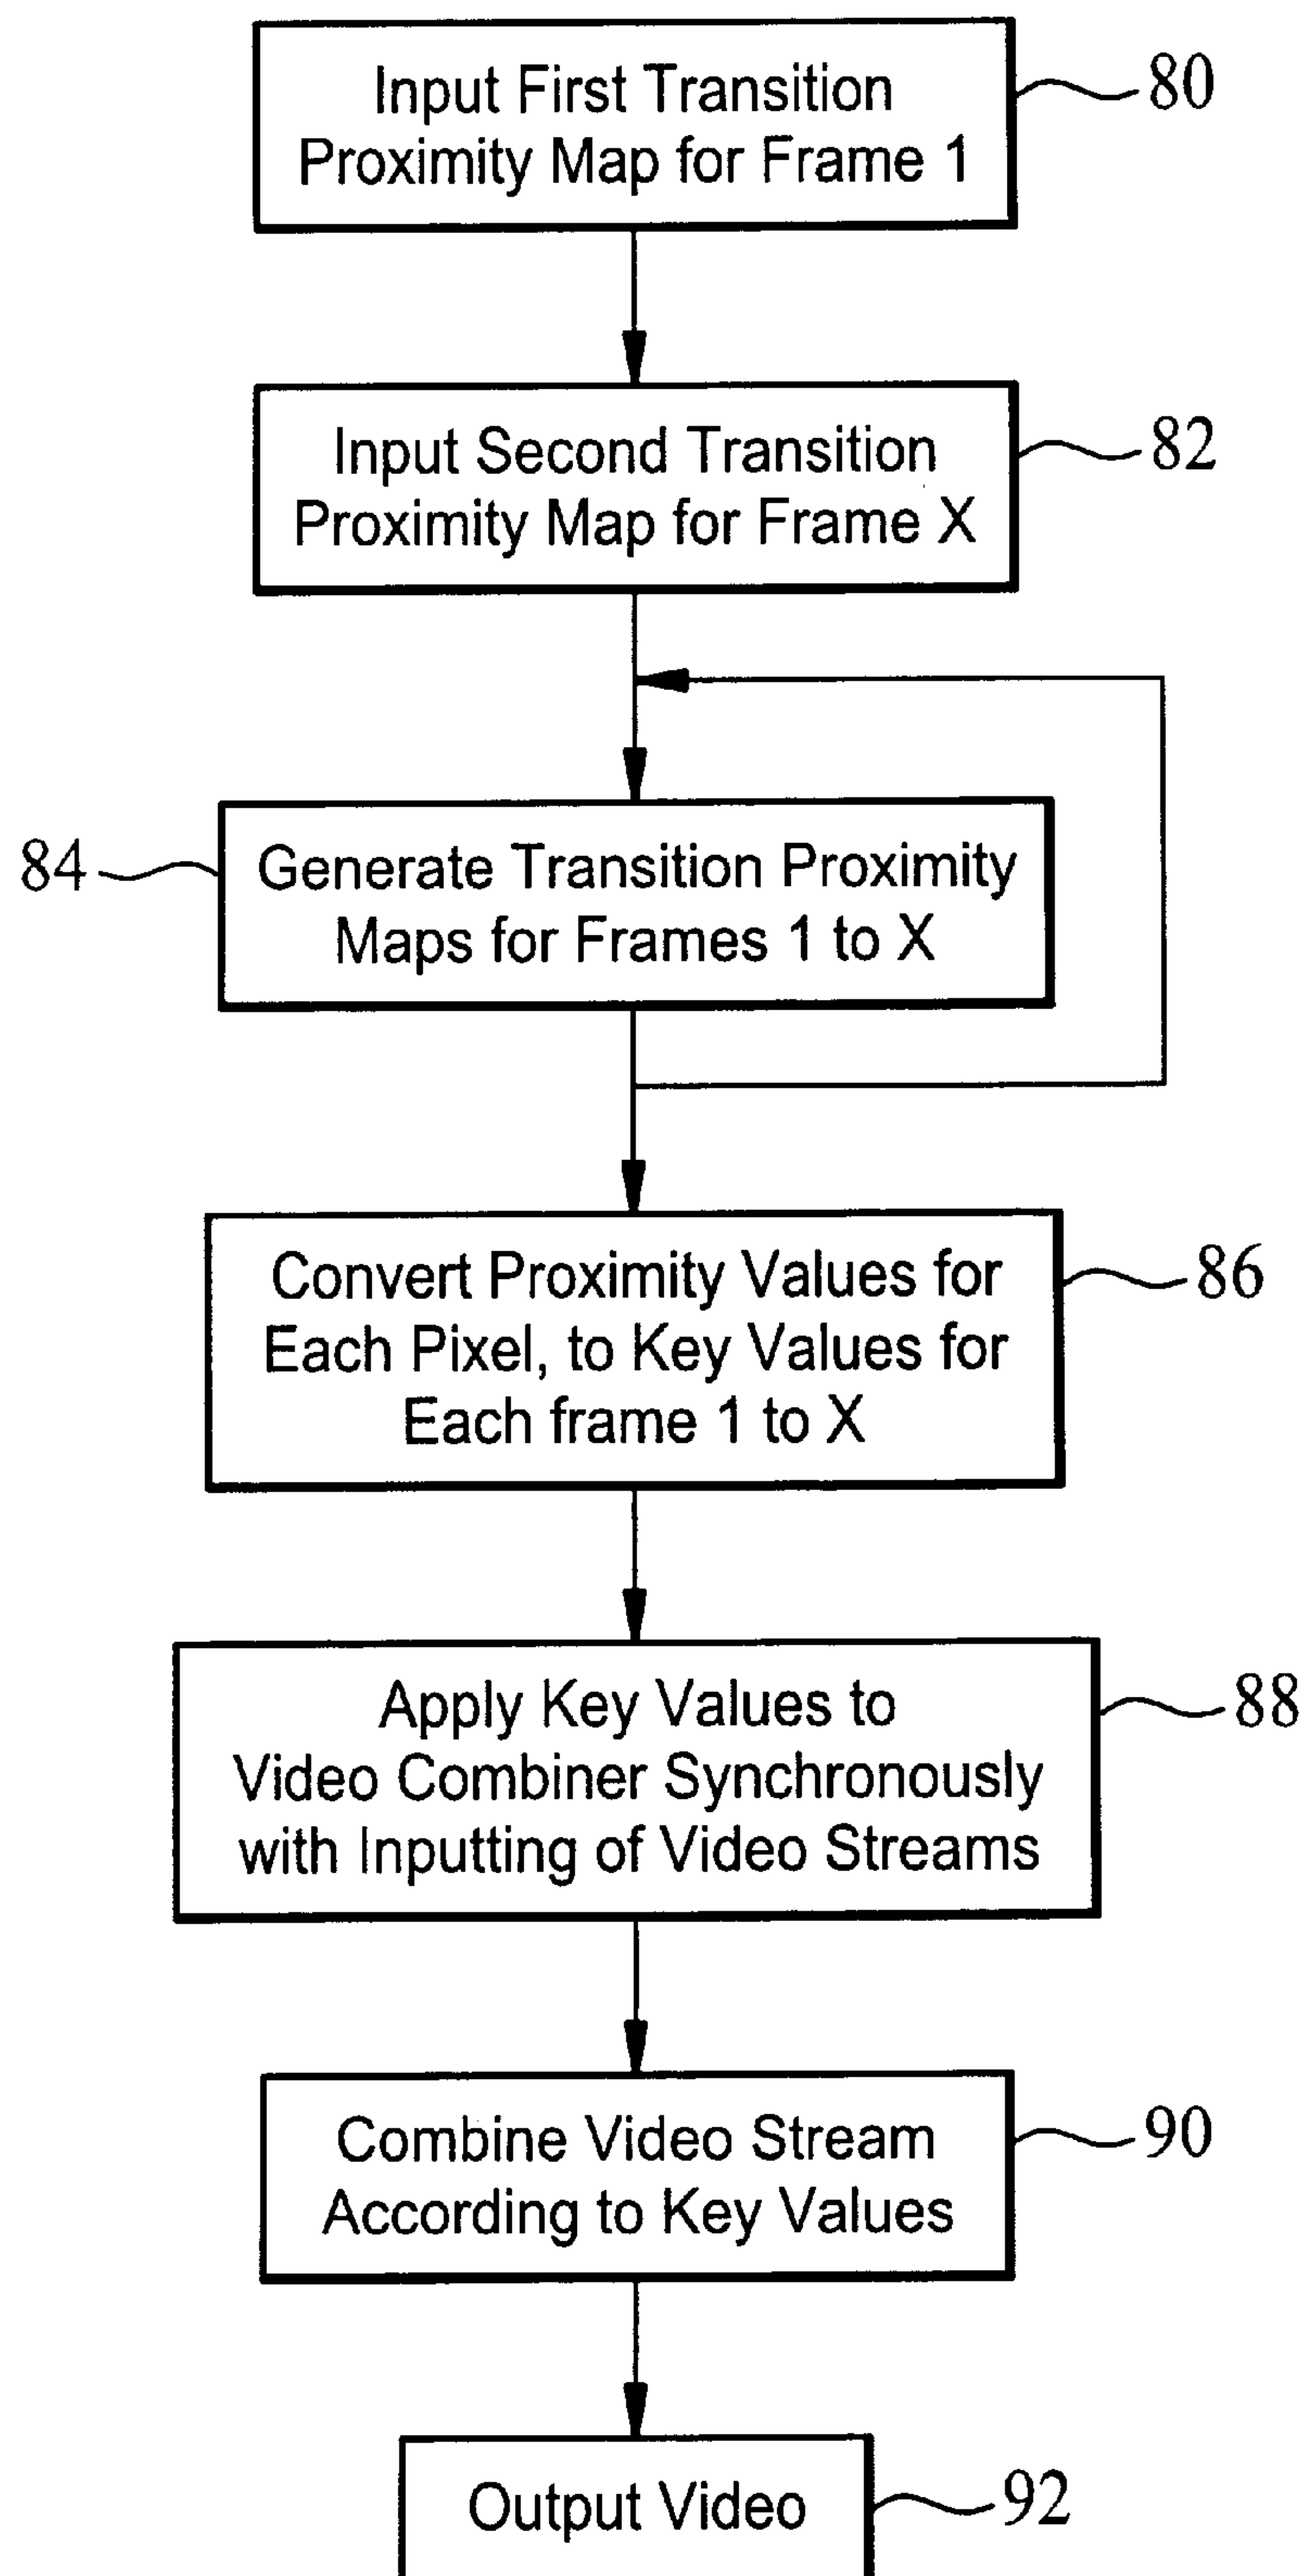 Input First Transition
Proximity Map for Frame 1
80
Input Second Transition
Proximity Map for Frame X
82
84
Generate Transition Proximity
Maps for Frames 1 to X
Convert Proximity Values for
Each Pixel, to Key Values for
Each frame 1 to X
86
Apply Key Values to
Video Combiner Synchronously
with Inputting of Video Streams
88
Combine Video Stream
According to Key Values
90
Output Video
92